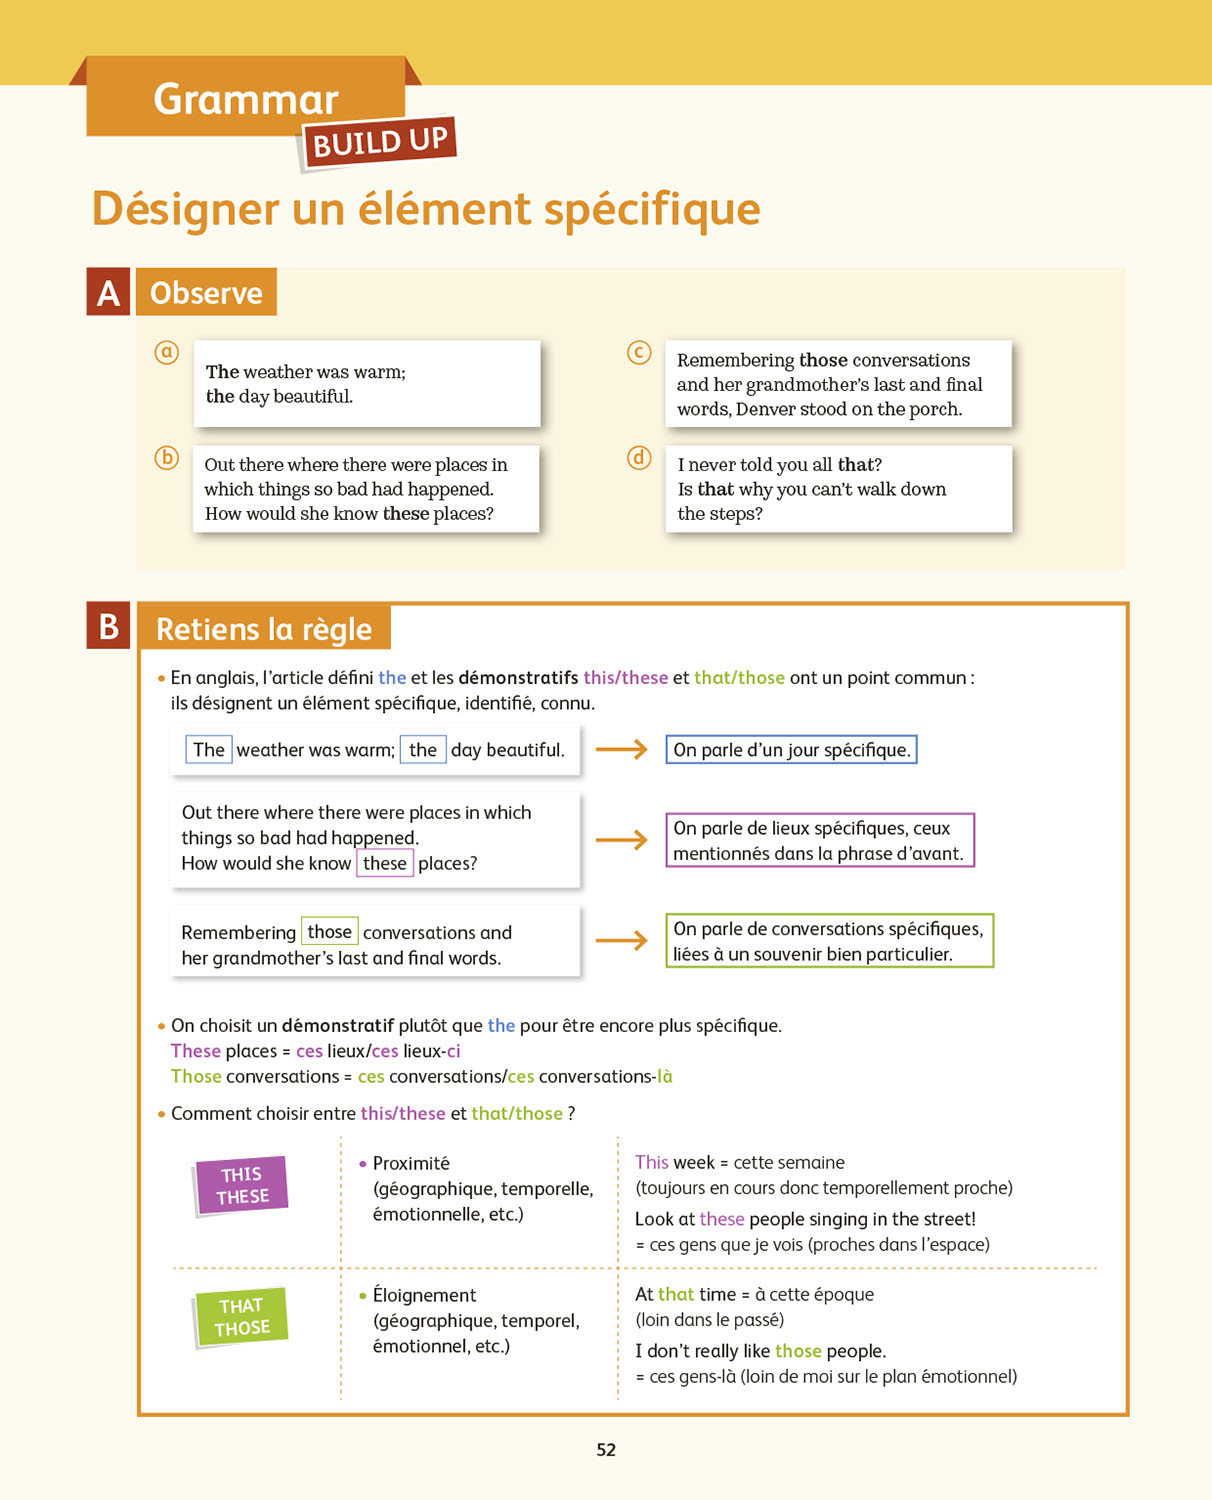 Grammar
BUILD UP
Désigner un élément spécifique
A
Observe
a
The weather was warm;
the day beautiful.
b
Out there where there were places in
which things so bad had happened.
How would she know these places?
c
Remembering those conversations
and her grandmother's last and final
words, Denver stood on the porch.
d
I never told you all that?
Is that why you can't walk down
the steps?
B
Retiens la règle
• En anglais, l'article défini the et les démonstratifs this/these et that/those ont un point commun :
ils désignent un élément spécifique, identifié, connu.
The weather was warm; the day beautiful.
On parle d'un jour spécifique.
Out there where there were places in which
things so bad had happened.
How would she know these places?
On parle de lieux spécifiques, ceux
mentionnés dans la phrase d'avant.
Remembering those conversations and
her grandmother's last and final words.
On parle de conversations spécifiques,
liées à un souvenir bien particulier.
• On choisit un démonstratif plutôt que the pour être encore plus spécifique.
These places = ces lieux/ces lieux-ci
Those conversations = ces conversations/ces conversations-là
• Comment choisir entre this/these et that/those ?
THIS
THESE
• Proximité
(géographique, temporelle,
émotionnelle, etc.)
This week = cette semaine
(toujours en cours donc temporellement proche)
Look at these people singing in the street!
= ces gens que je vois (proches dans l'espace)
THAT
THOSE
• Éloignement
(géographique, temporel,
émotionnel, etc.)
At that time = à cette époque
(loin dans le passé)
I don't really like those people.
= ces gens-là (loin de moi sur le plan émotionnel)
52